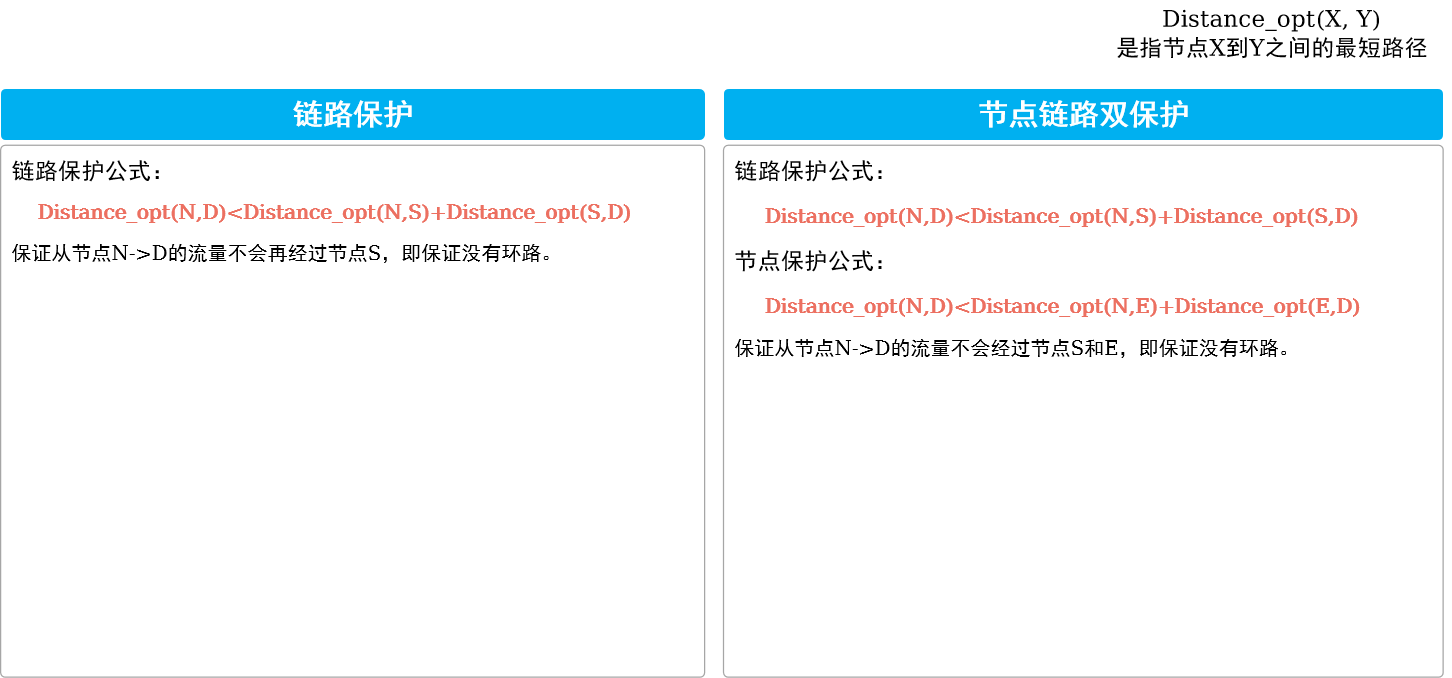 Distance_opt(X, Y)
是指节点X到Y之间的最短路径
链路保护
链路保护公式：
Distance_opt(N,D)<Distance_opt(N,S)+Distance_opt(S,D)
保证从节点N->D的流量不会再经过节点S，即保证没有环路。
节点链路双保护
链路保护公式：
Distance_opt(N,D)<Distance_opt(N,S)+Distance_opt(S,D)
节点保护公式：
Distance_opt(N,D)<Distance_opt(N,E)+Distance_opt(E,D)
保证从节点N->D的流量不会经过节点S和E，即保证没有环路。